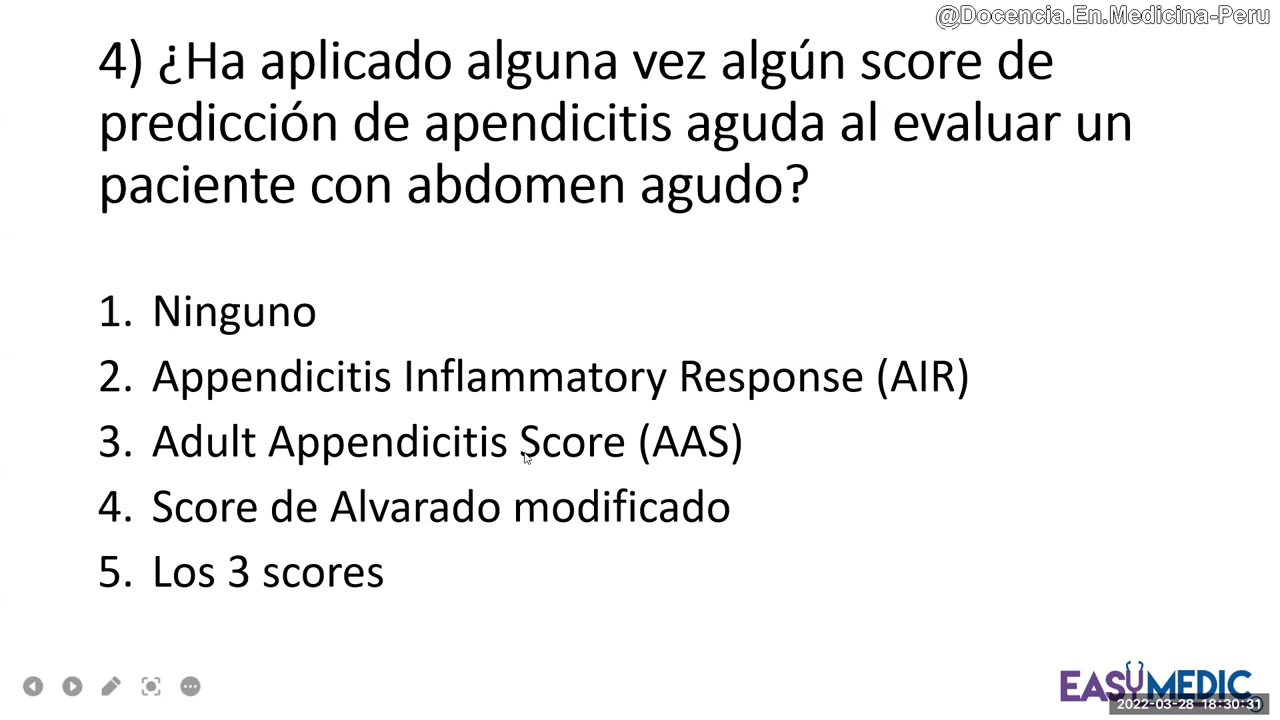 @Docencia.En.Medicina-Peru
4) ¿Ha aplicado alguna vez algún score de
predicción de apendicitis aguda al evaluar un
paciente con abdomen agudo?
1. Ninguno
2. Appendicitis Inflammatory Response (AIR)
3. Adult Appendicitis Score (AAS)
4. Score de Alvarado modificado
5. Los 3 scores
EASYMEDIC
2022-03-28 18:30:31